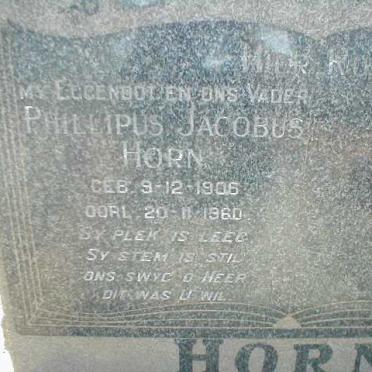 HIER RU
MY EGGENOOT EN ONS VADER
PHILLIPUS JACOBUS
HORN
GEB. 9-12-1906
OORL. 20-11-1960
SY PLEK IS LEEG
SY STEM IS STIL
ONS SWYG O HEER
DIT WAS U WIL
HORN